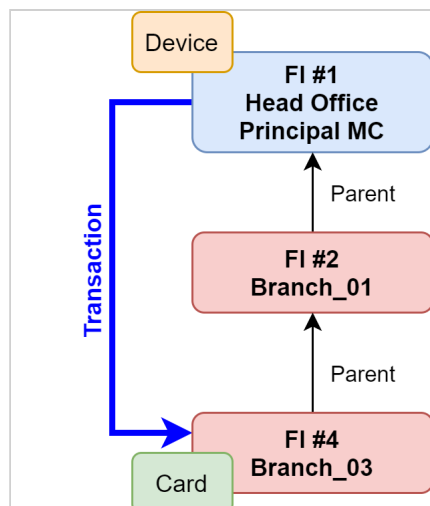 Device
FI #1
Head Office
Principal MC
Parent
Transaction
FI #2
Branch_01
Parent
FI #4
Branch_03
Card